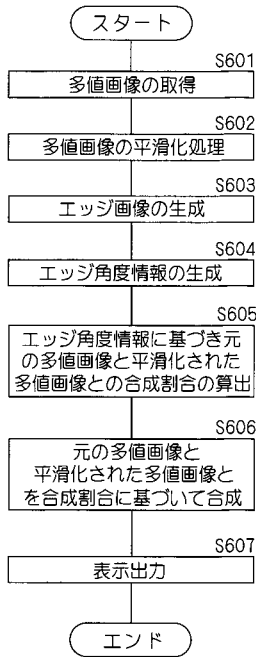 スタート
S601
多値画像の取得
S602
多値画像の平滑化処理
S603
エッジ画像の生成
S604
エッジ角度情報の生成
S605
エッジ角度情報に基づき元
の多値画像と平滑化された
多値画像との合成割合の算出
S606
元の多値画像と
平滑化された多値画像と
を合成割合に基づいて合成
S607
表示出力
エンド